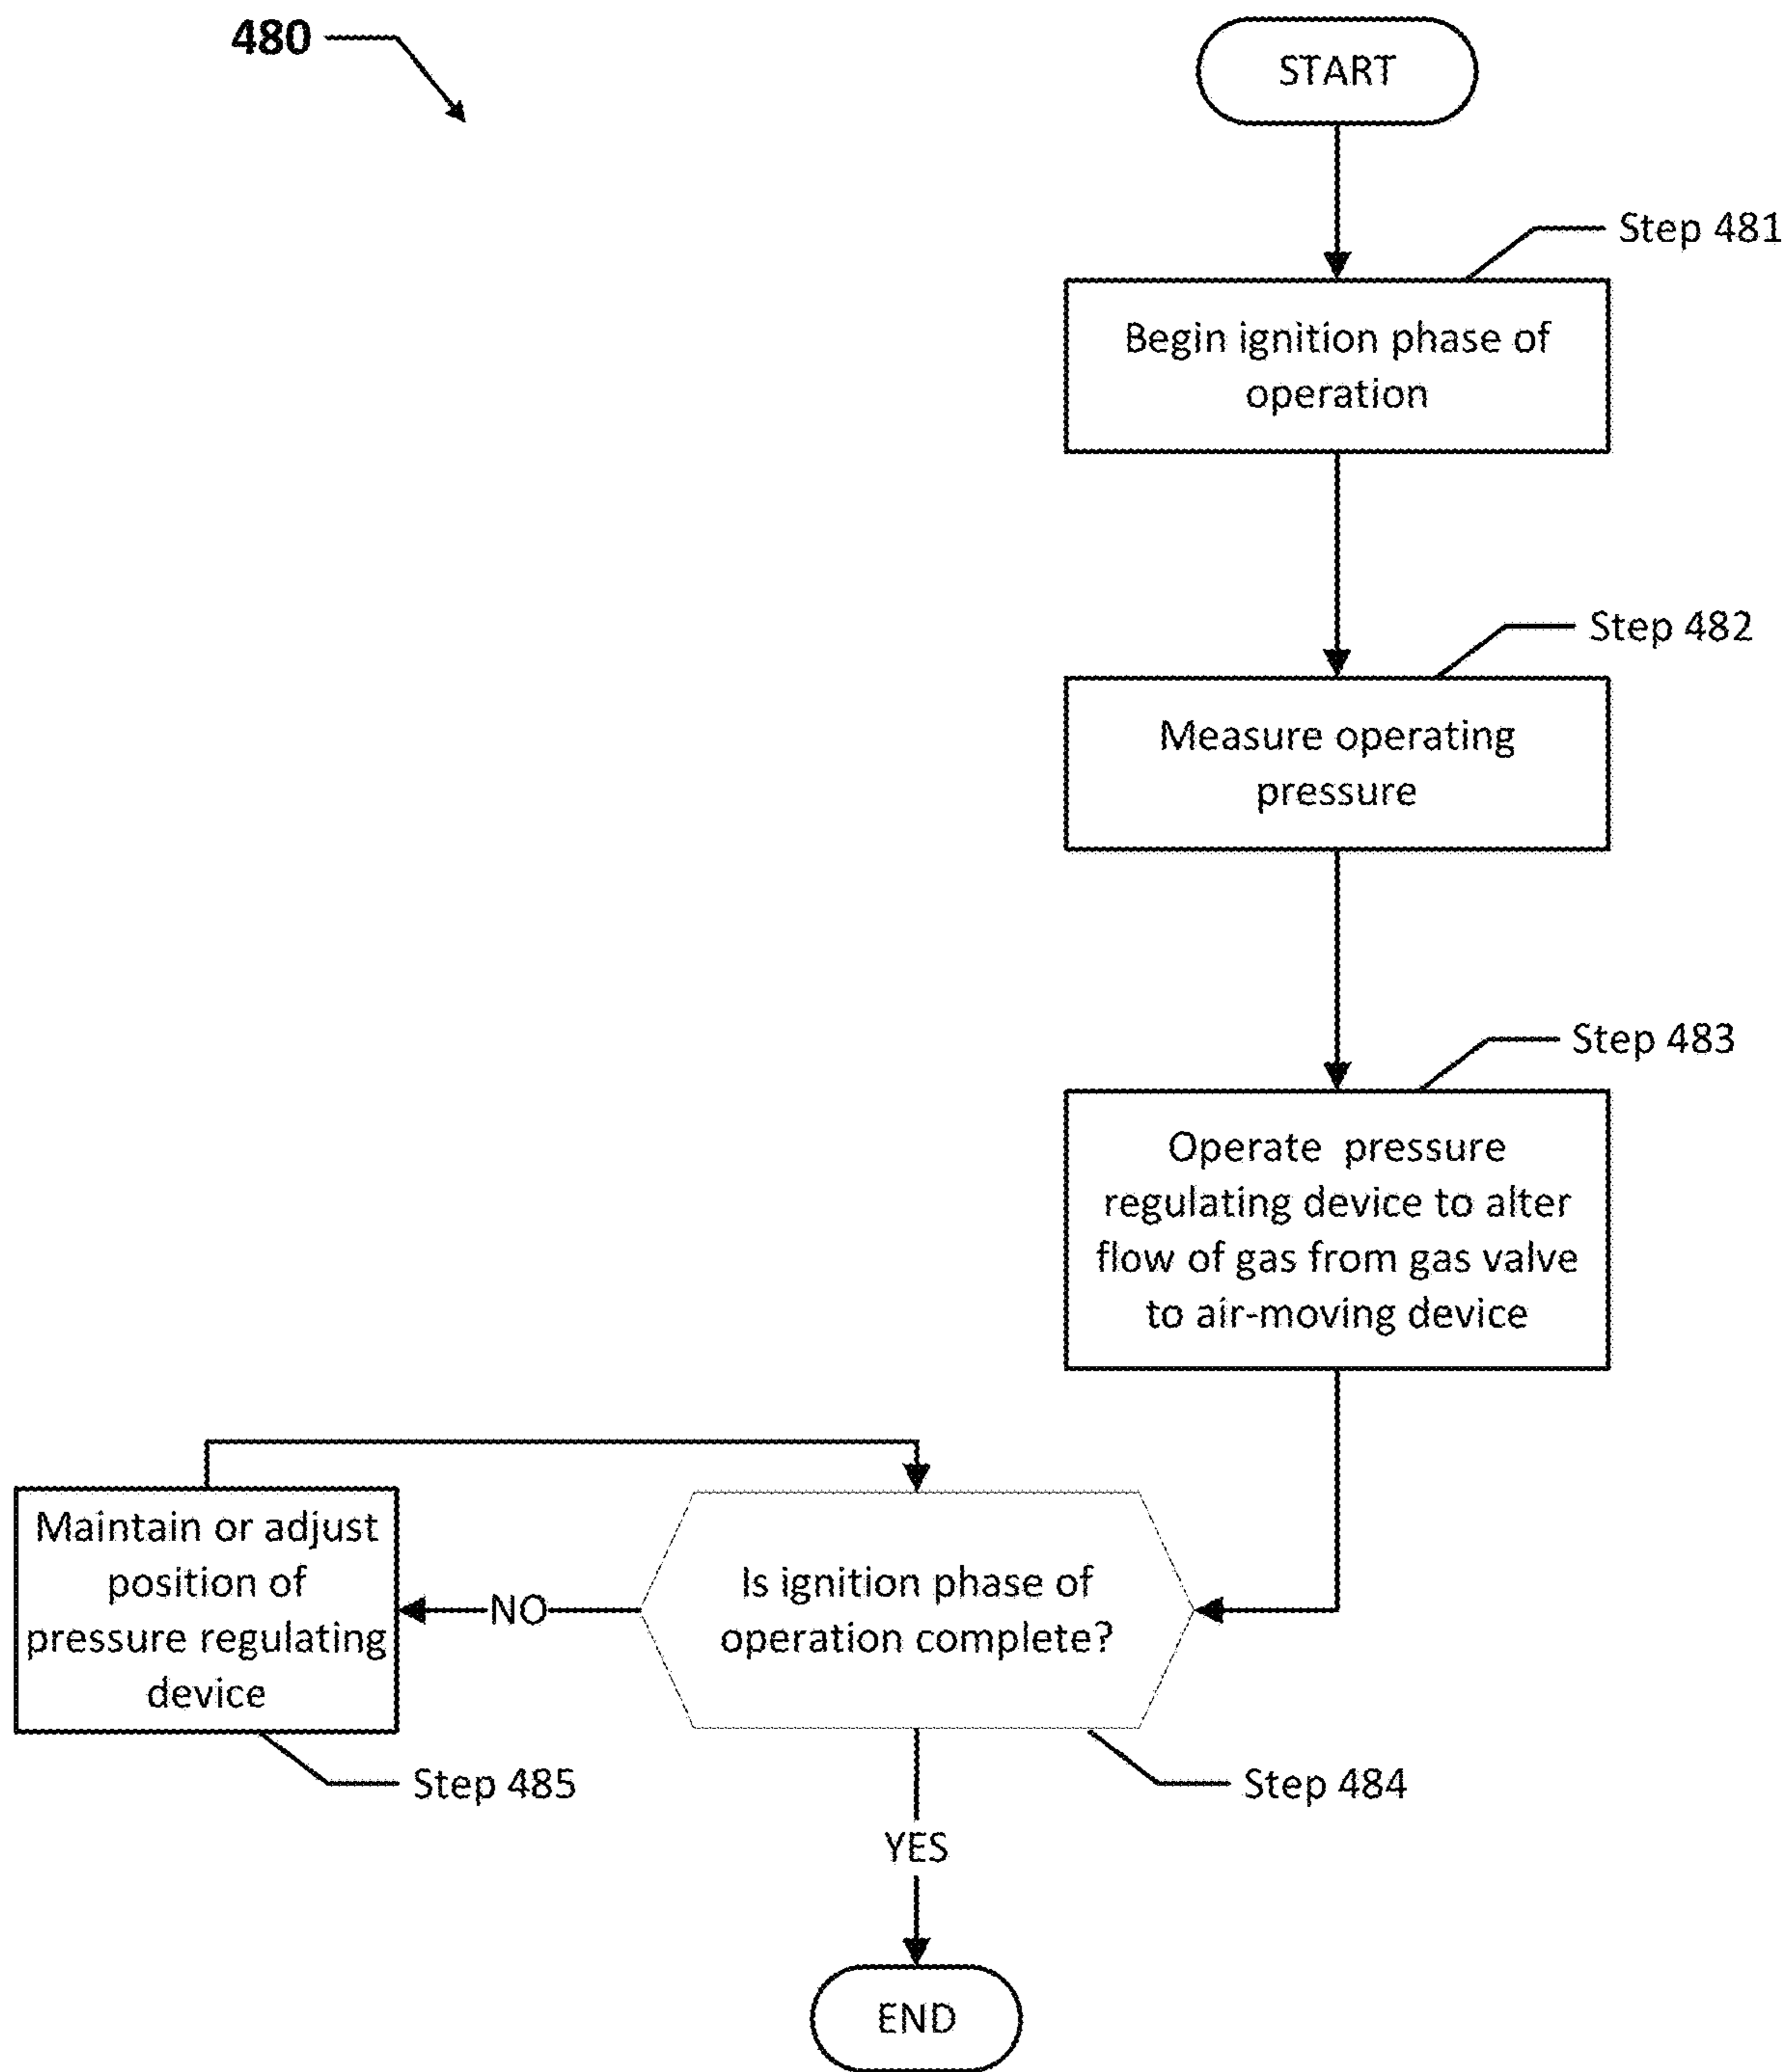 480
START
Step 481
Begin ignition phase of
operation
Step 482
Measure operating
pressure
Step 483
Operate pressure
regulating device to alter
flow of gas from gas valve
to air-moving device
Maintain or adjust
position of
pressure regulating
device
NO
Is ignition phase of
operation complete?
Step 485
Step 484
YES
END